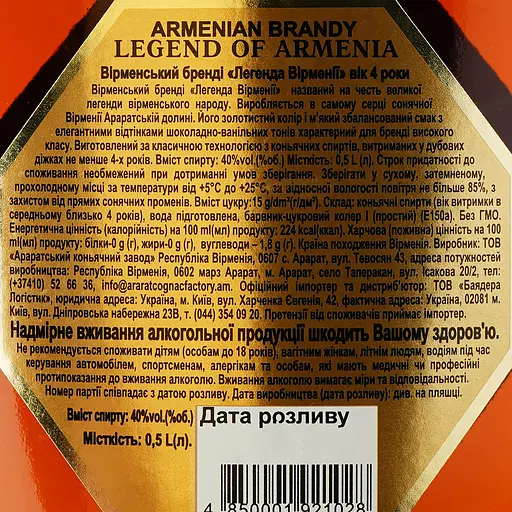 ARMENIAN BRANDY
LEGEND OF ARMENIA
Вірменський бренді «Легенда Вірменії» вік 4 роки
Вірменський бренді «Легенда Вірменії» названий на честь великої
легенди вірменського народу. Виробляється в самому серці сонячної
Вірменії Араратській долині. Його золотистий колір і м'який збалансований смак з
елегантними відтінками шоколадно-ванільних тонів характерний для бренді високого
класу. Виготовлений за класичною технологією з коньячних спиртів, витриманих у дубових
діжках не менше 4-х років. Вміст спирту: 40%vol.(%об.) Місткість: 0,5 L(л). Строк придатності до
споживання необмежений при дотриманні умов зберігання. Зберігати у сухому, затемненому,
прохолодному місці за температури від +5°С до +25°С, за відносної вологості повітря не більше 85%, з
захистом від прямих сонячних променів. Вміст цукру:15 g/dm³(г/дм³). Склад: коньячні спирти (вік витримки в
середньому близько 4 років), вода підготовлена, барвник-цукровий колер І (простий) (Е150а). Без ГМО.
Енергетична цінність (калорійність) на 100 ml(мл) продукту: 224 kcal(ккал). Харчова (поживна) цінність на 100
ml(мл) продукту: білки-0 g(г), жири-0 g(г), вуглеводи – 1,8 g(г). Країна походження Вірменія. Виробник: ТОВ
«Араратський коньячний завод» Республіка Вірменія, 0607 с. Арарат, вул. Тевосян 43, адреса потужностей
виробництва: Республіка Вірменія, 0602 марз Арарат, м. Арарат, село Таперакан, вул. Ісакова 20/2, тел:
(+37410) 52 66 36, info@araratcognacfactory.am. Офіційний імпортер та дистриб'ютор: ТОВ «Баядера
Логістик», юридична адреса: Україна, м. Київ, вул. Харченка Євгенія, 42, фактична адреса: Україна, 02081 м.
Київ, вул. Дніпровська набережна 23В, т. (044) 354 09 20. Претензії від споживачів приймає імпортер.
Надмірне вживання алкогольної продукції шкодить Вашому здоров'ю.
Не рекомендується споживати дітям (особам до 18 років), вагітним жінкам, літнім людям, водіям під час
керування автомобілем, спортсменам, алергікам та особам, які мають медичні чи професійні
протипоказання до вживання алкоголю. Вживання алкоголю вимагає міри та відповідальності.
Номер партії співпадає з датою розливу. Дата виробництва (дата розливу): див. на пляшці.
Вміст спирту: 40%vol.(%об.)
Місткість: 0,5 L(л).
Дата розливу
4 850001 921028